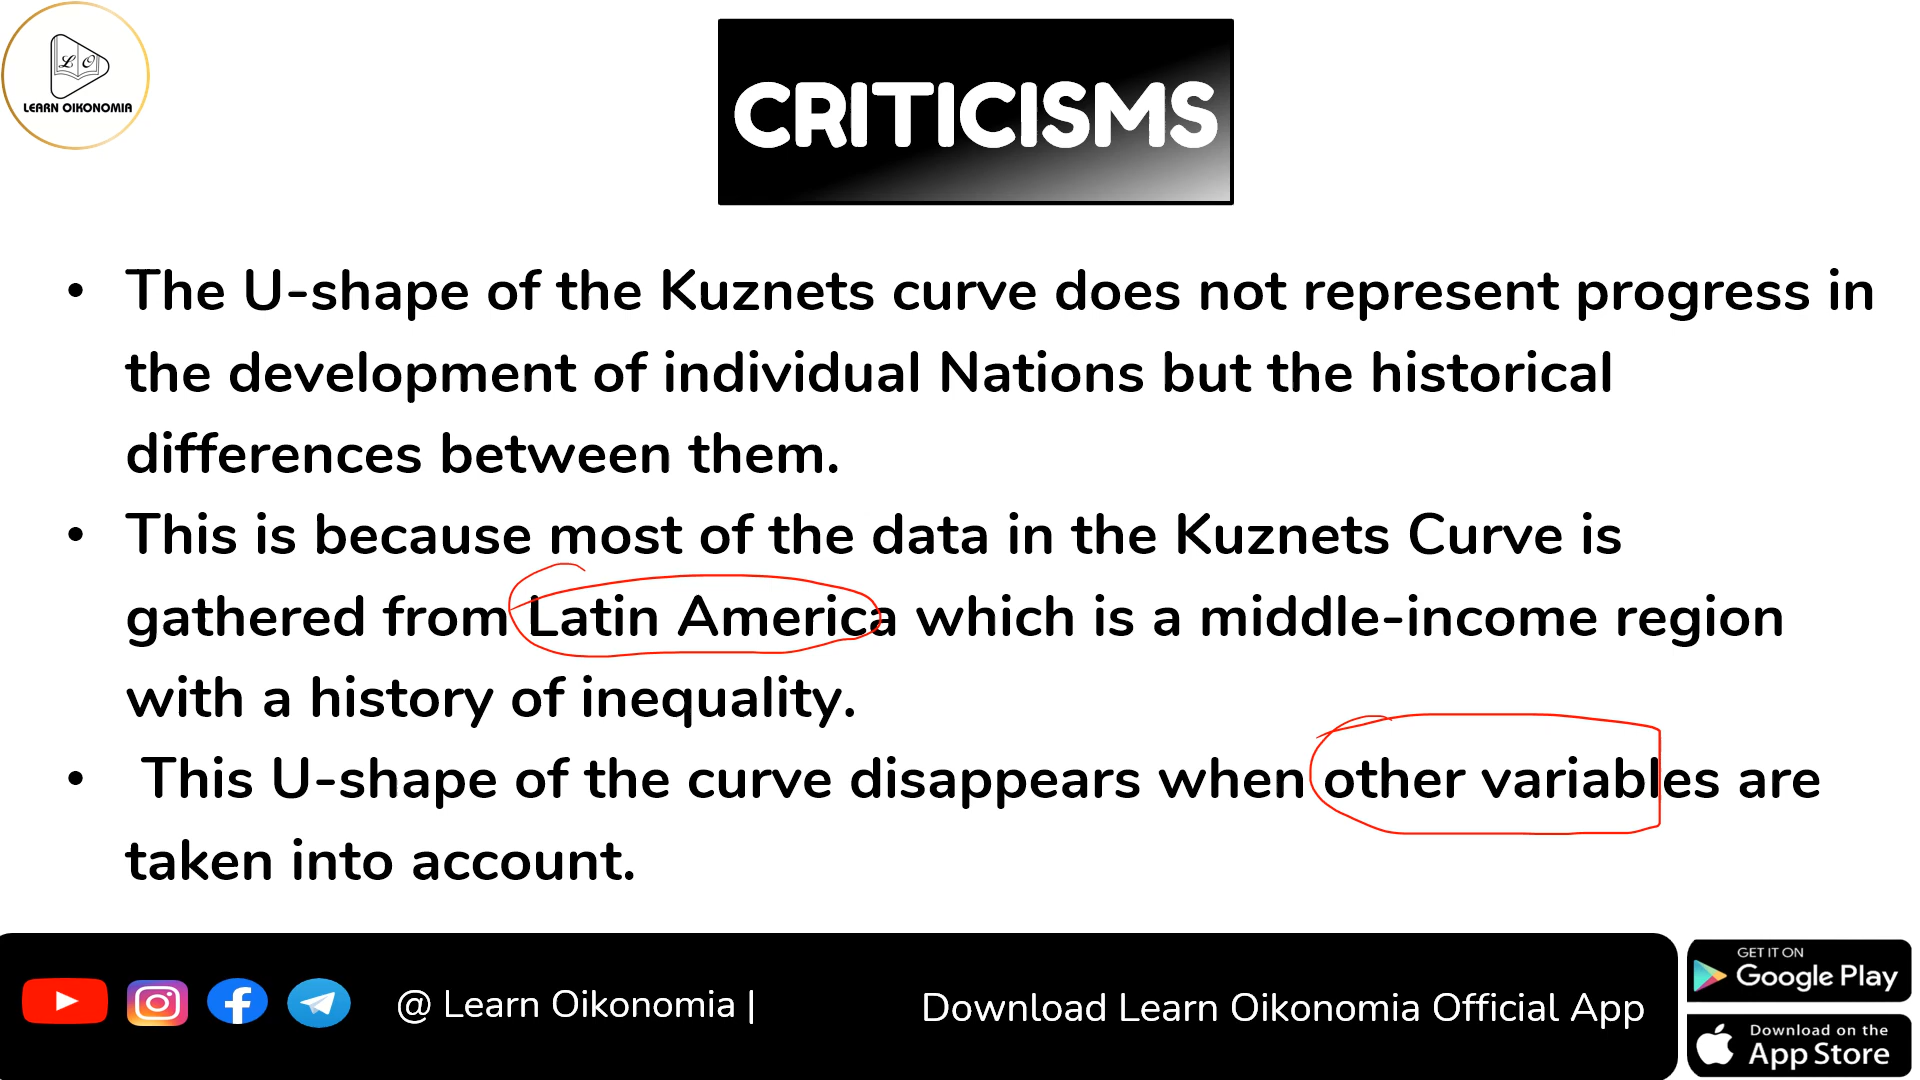 L O
LEARN OIKONOMIA
CRITICISMS
• The U-shape of the Kuznets curve does not represent progress in
the development of individual Nations but the historical
differences between them.
• This is because most of the data in the Kuznets Curve is
gathered from Latin America which is a middle-income region
with a history of inequality.
• This U-shape of the curve disappears when other variables are
taken into account.
@ Learn Oikonomia |
Download Learn Oikonomia Official App
GET IT ON
Google Play
Download on the
App Store